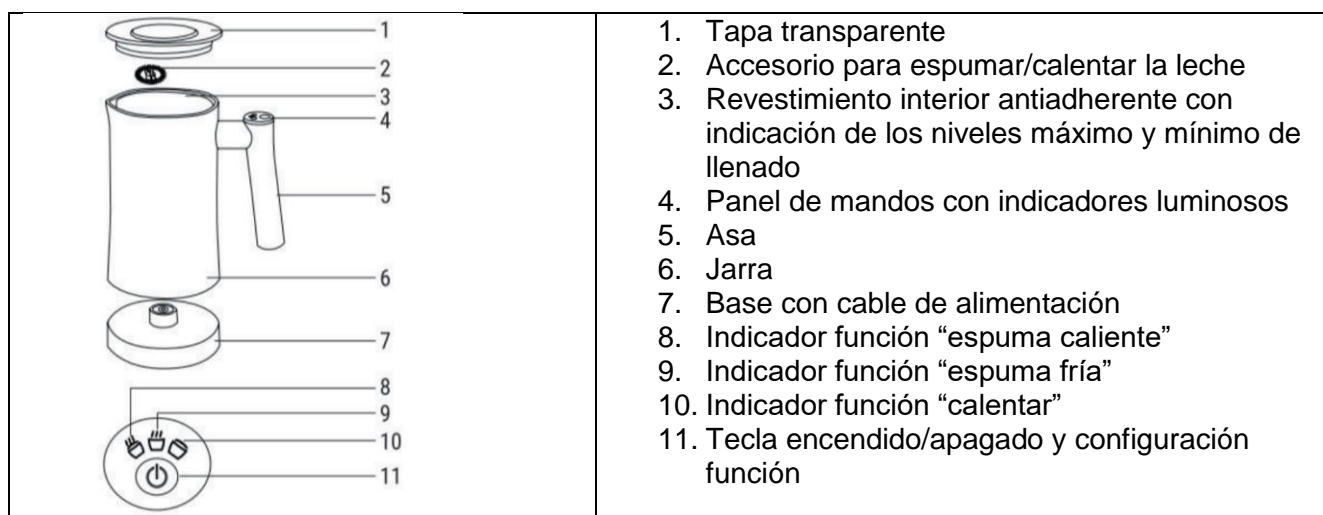 1
2
3
4
5
6
7
8
9
10
11
1. Tapa transparente
2. Accesorio para espumar/calentar la leche
3. Revestimiento interior antiadherente con
indicación de los niveles máximo y mínimo de
llenado
4. Panel de mandos con indicadores luminosos
5. Asa
6. Jarra
7. Base con cable de alimentación
8. Indicador función “espuma caliente”
9. Indicador función “espuma fría”
10. Indicador función “calentar”
11. Tecla encendido/apagado y configuración
función